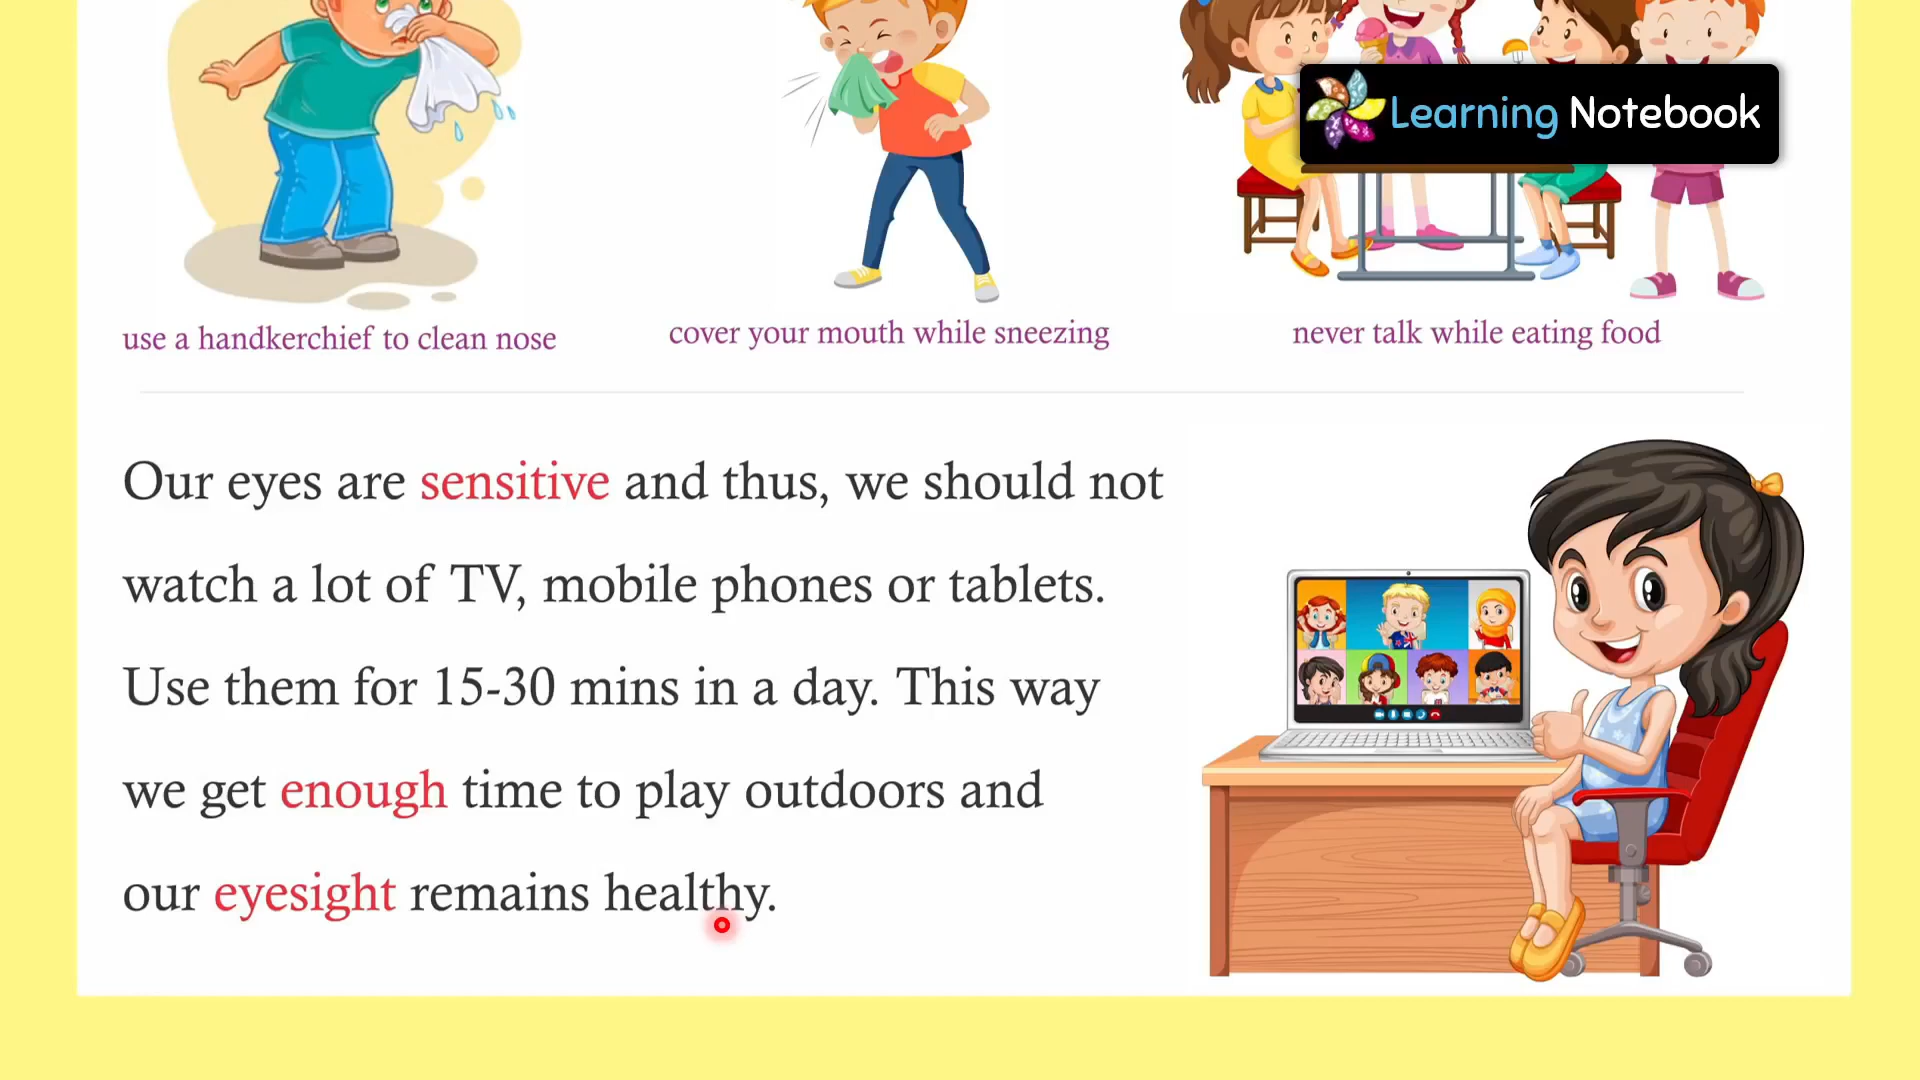 Learning Notebook
use a handkerchief to clean nose
cover your mouth while sneezing
never talk while eating food
Our eyes are sensitive and thus, we should not
watch a lot of TV, mobile phones or tablets.
Use them for 15-30 mins in a day. This way
we get enough time to play outdoors and
our eyesight remains healthy.